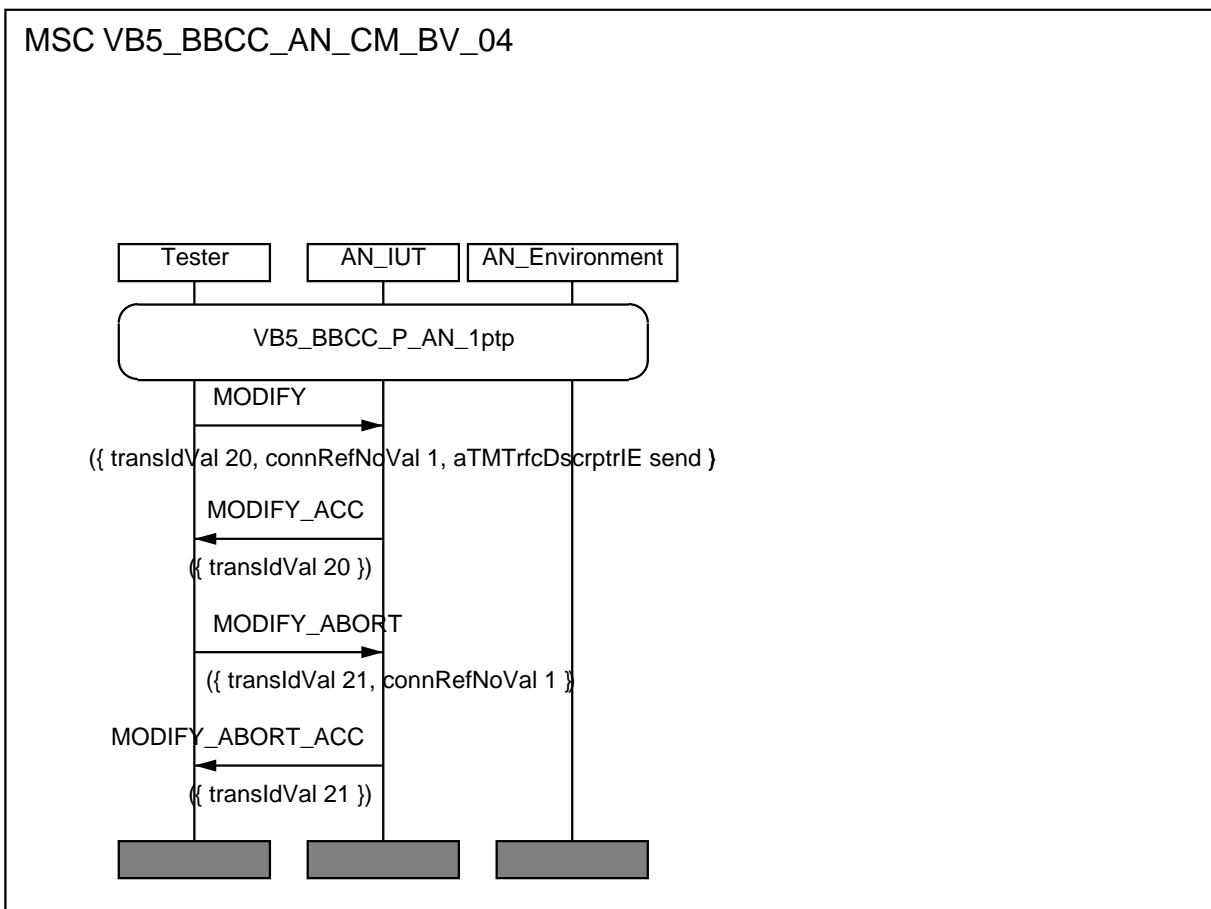 MSC VB5_BBCC_AN_CM_BV_04
Tester AN_IUT AN_Environment
VB5_BBCC_P_AN_1ptp
MODIFY
({ transIdVal 20, connRefNoVal 1, aTMTrfcDscrptrIE send })
MODIFY_ACC
({ transIdVal 20 })
MODIFY_ABORT
({ transIdVal 21, connRefNoVal 1 })
MODIFY_ABORT_ACC
({ transIdVal 21 })